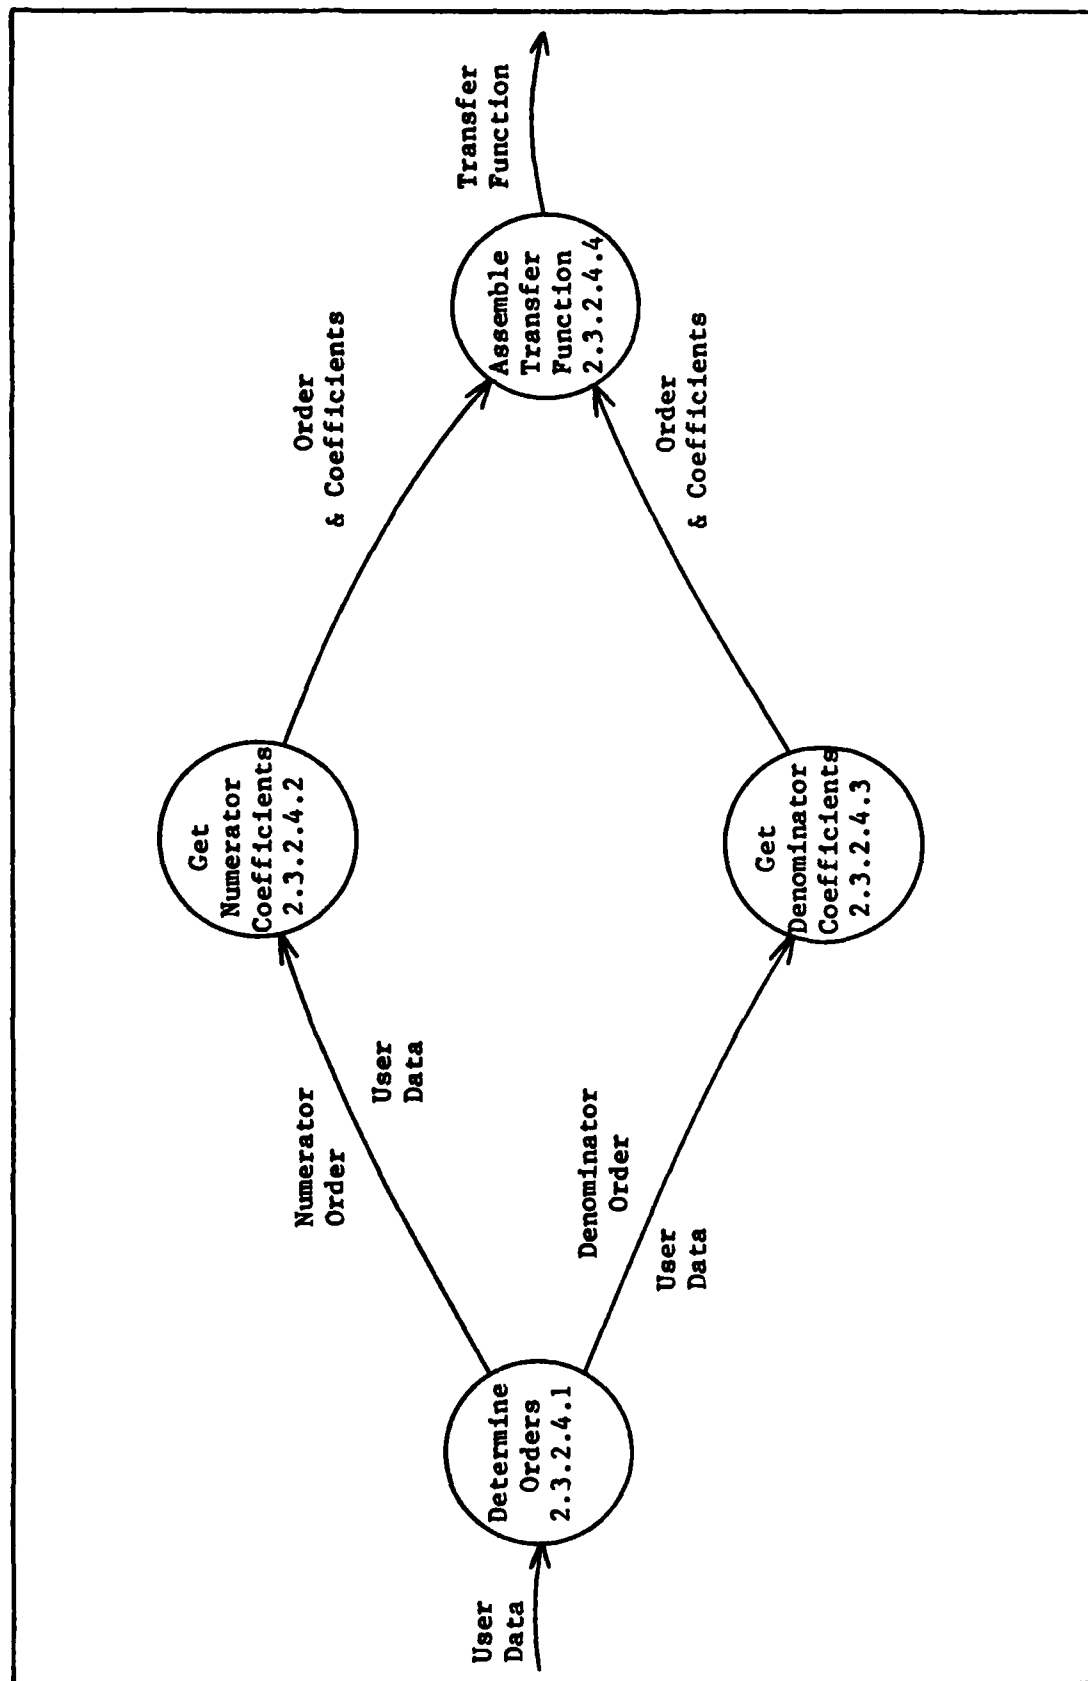 User
Data
Determine
Orders
2.3.2.4.1
Numerator
Order
User
Data
Denominator
Order
User
Data
Get
Numerator
Coefficients
2.3.2.4.2
Get
Denominator
Coefficients
2.3.2.4.3
Order
& Coefficients
Order
& Coefficients
Assemble
Transfer
Function
2.3.2.4.4
Transfer
Function